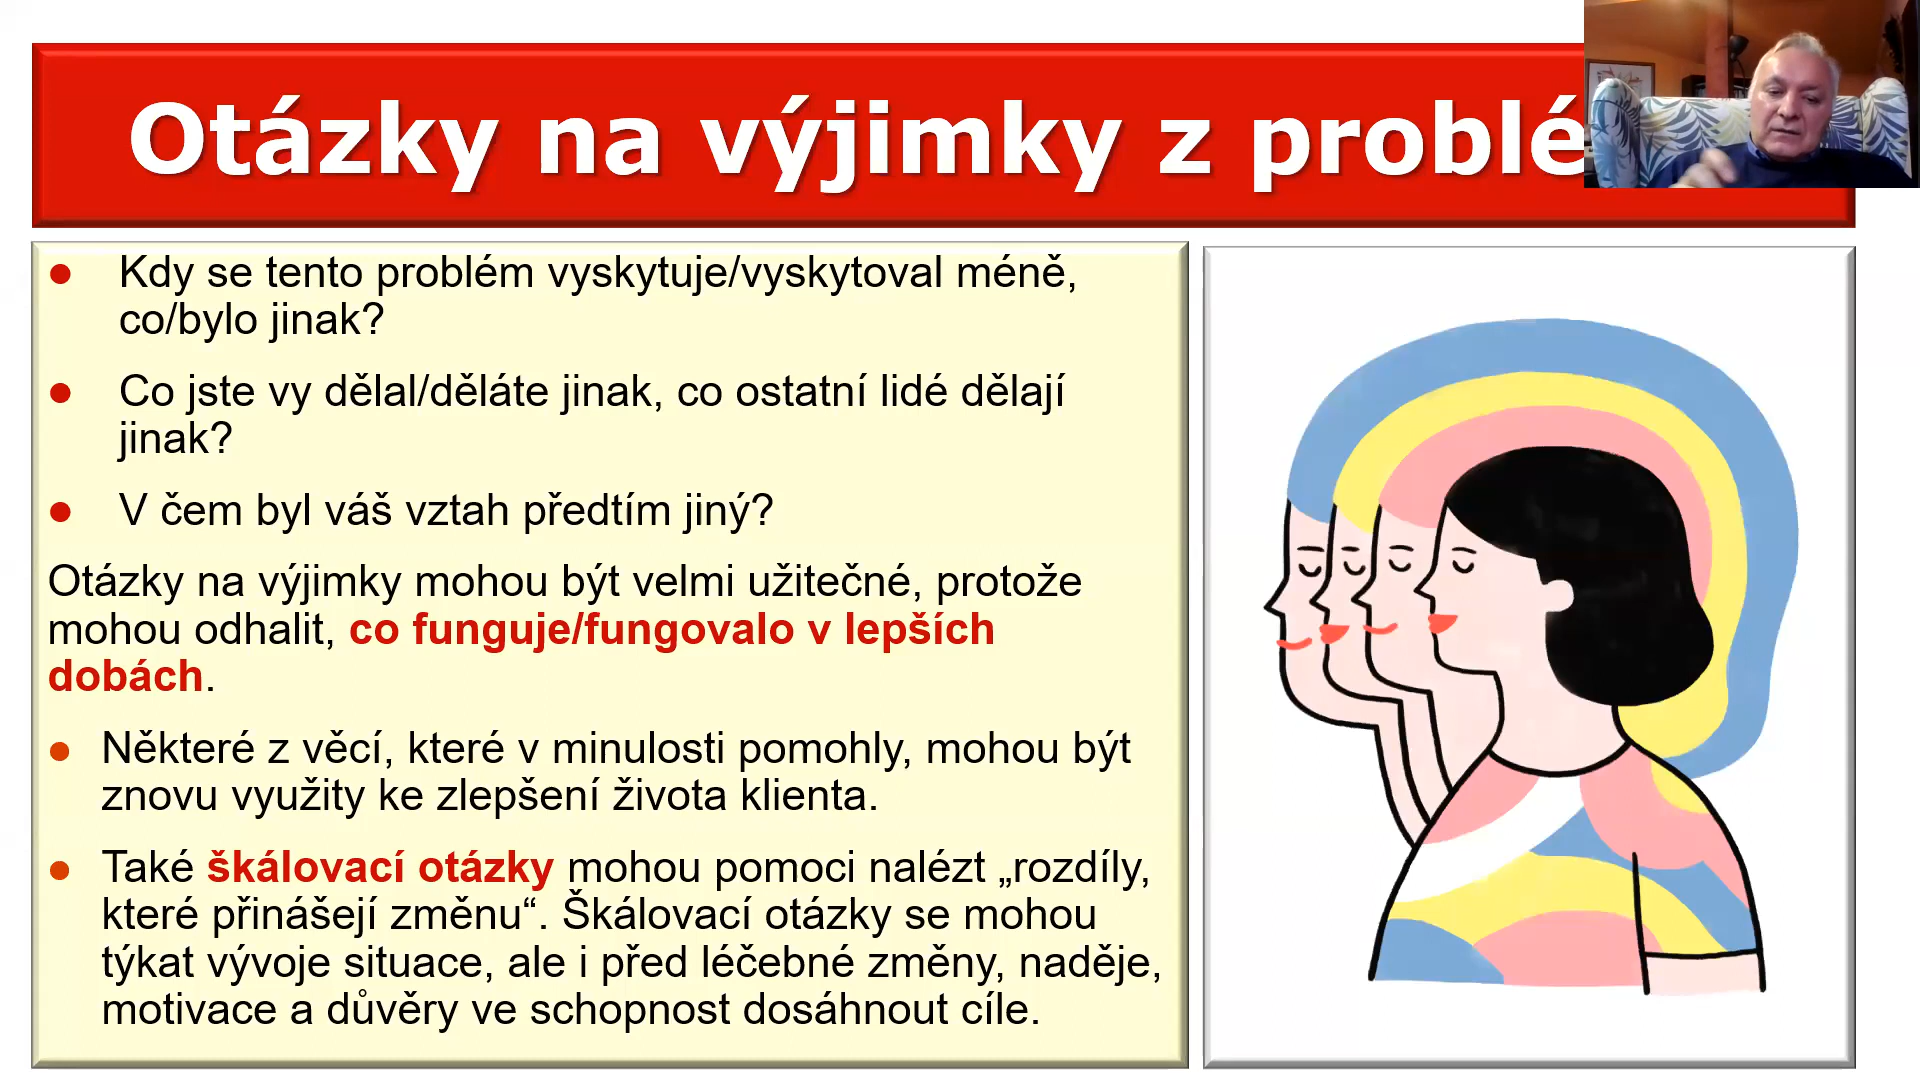 Otázky na výjimky z problé
Kdy se tento problém vyskytuje/vyskytoval méně,
co/bylo jinak?
Co jste vy dělal/děláte jinak, co ostatní lidé dělají
jinak?
V čem byl váš vztah předtím jiný?
Otázky na výjimky mohou být velmi užitečné, protože
mohou odhalit, co funguje/fungovalo v lepších
dobách.
Některé z věcí, které v minulosti pomohly, mohou být
znovu využity ke zlepšení života klienta.
Také škálovací otázky mohou pomoci nalézt „rozdíly,
které přinášejí změnu“. Škálovací otázky se mohou
týkat vývoje situace, ale i před léčebné změny, naděje,
motivace a důvěry ve schopnost dosáhnout cíle.